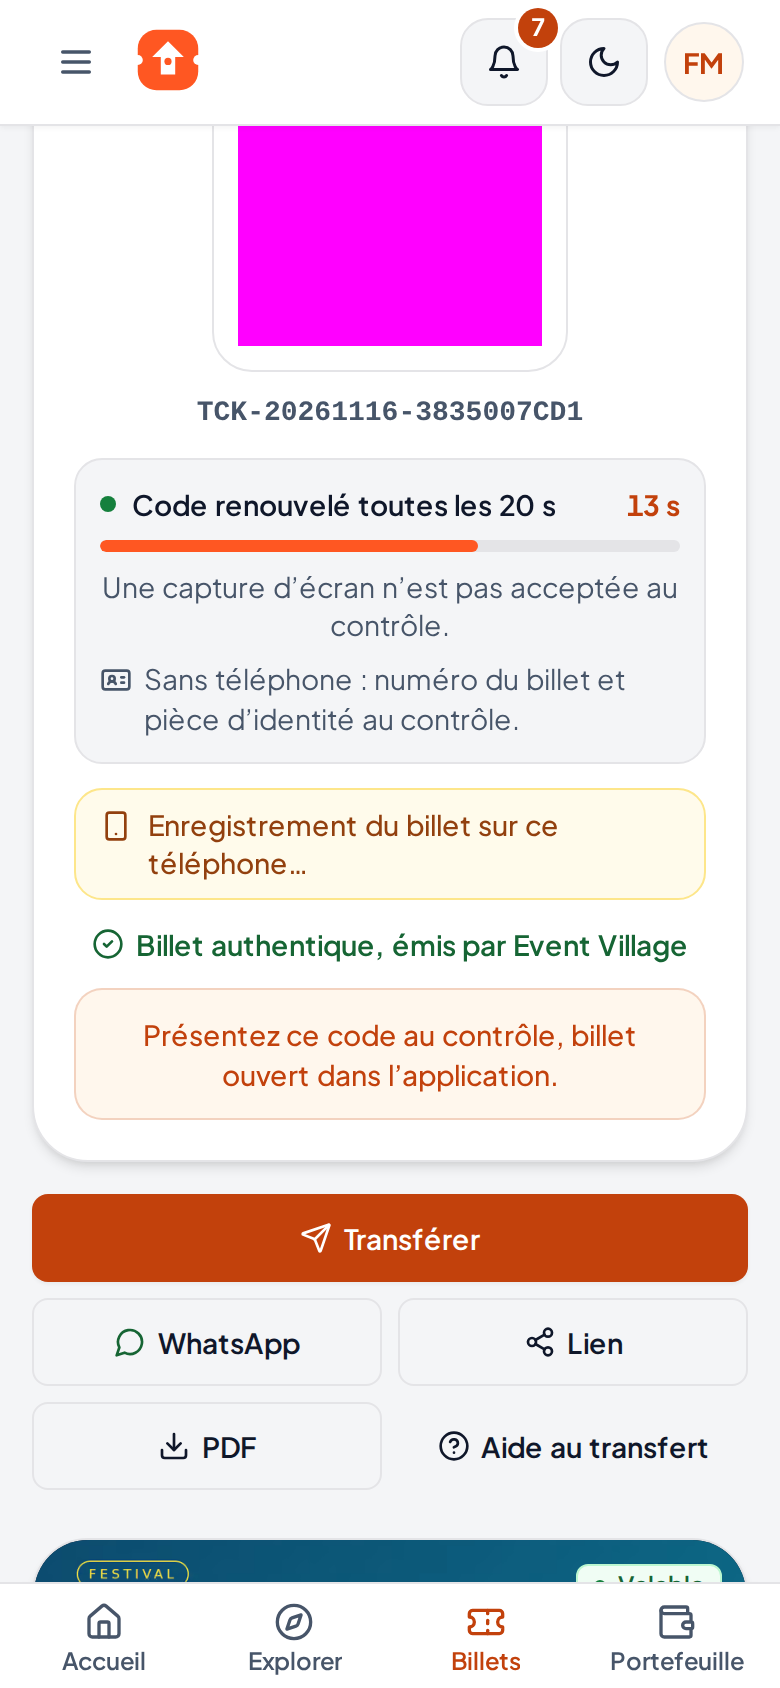 7
FM
TCK-20261116-3835007CD1
Code renouvelé toutes les 20 s
13 s
Une capture d’écran n’est pas acceptée au
contrôle.
Sans téléphone : numéro du billet et
pièce d’identité au contrôle.
Enregistrement du billet sur ce
téléphone…
Billet authentique, émis par Event Village
Présentez ce code au contrôle, billet
ouvert dans l’application.
Transférer
WhatsApp
Lien
PDF
Aide au transfert
FESTIVAL
Accueil
Explorer
Billets
Portefeuille